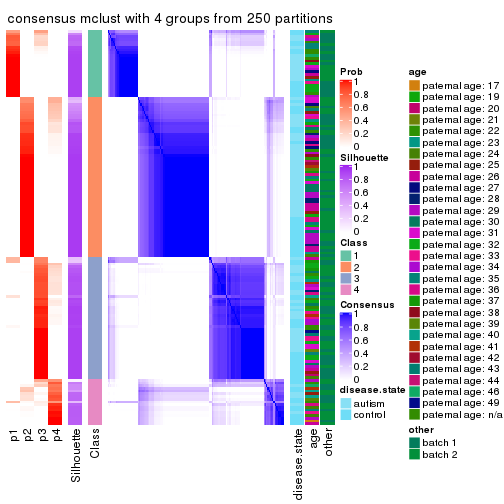 consensus mclust with 4 groups from 250 partitions
p1
p2
p3
p4
Silhouette
Class
disease.state
age
other
Prob
1
0.8
0.6
0.4
0.2
0
Silhouette
1
0.8
0.6
0.4
0.2
0
Class
1
2
3
4
Consensus
1
0.8
0.6
0.4
0.2
0
disease.state
autism
control
age
paternal age: 17
paternal age: 19
paternal age: 20
paternal age: 21
paternal age: 22
paternal age: 23
paternal age: 24
paternal age: 25
paternal age: 26
paternal age: 27
paternal age: 28
paternal age: 29
paternal age: 30
paternal age: 31
paternal age: 32
paternal age: 33
paternal age: 34
paternal age: 35
paternal age: 36
paternal age: 37
paternal age: 38
paternal age: 39
paternal age: 40
paternal age: 41
paternal age: 42
paternal age: 43
paternal age: 44
paternal age: 46
paternal age: 49
paternal age: n/a
other
batch 1
batch 2